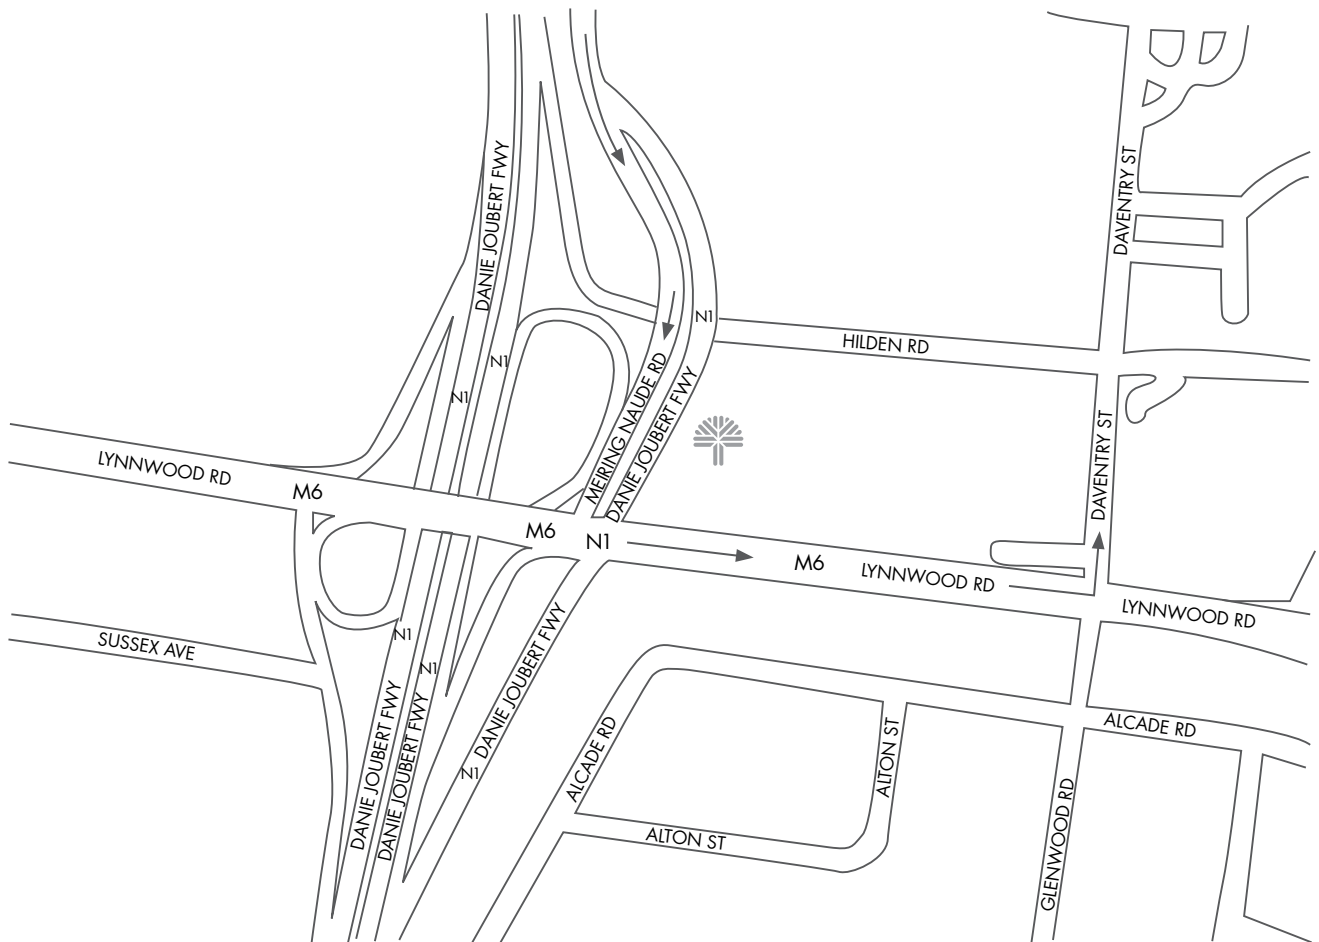 DAVENTRY ST
DANIE JOUBERT FWY
N1
HILDEN RD
N1
N1
MEIRING NAUDE RD
DANIE JOUBERT FWY
DAVENTRY ST
LYNNWOOD RD
M6
M6
N1
M6
LYNNWOOD RD
LYNNWOOD RD
SUSSEX AVE
N1
N1
DANIE JOUBERT FWY
DANIE JOUBERT FWY
DANIE JOUBERT FWY
N1
ALCADE RD
ALTON ST
ALCADE RD
ALTON ST
GLENWOOD RD